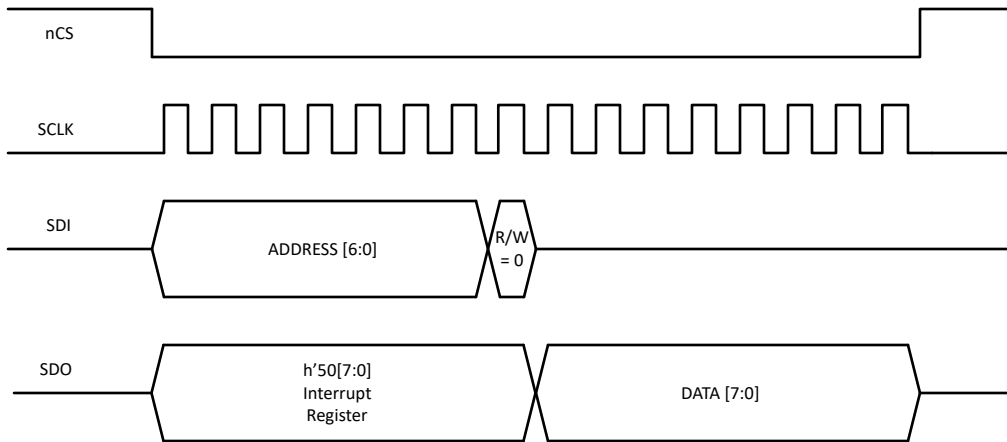 nCS
SCLK
SDI
ADDRESS [6:0]
R/W
= 0
SDO
h’50[7:0]
Interrupt
Register
DATA [7:0]